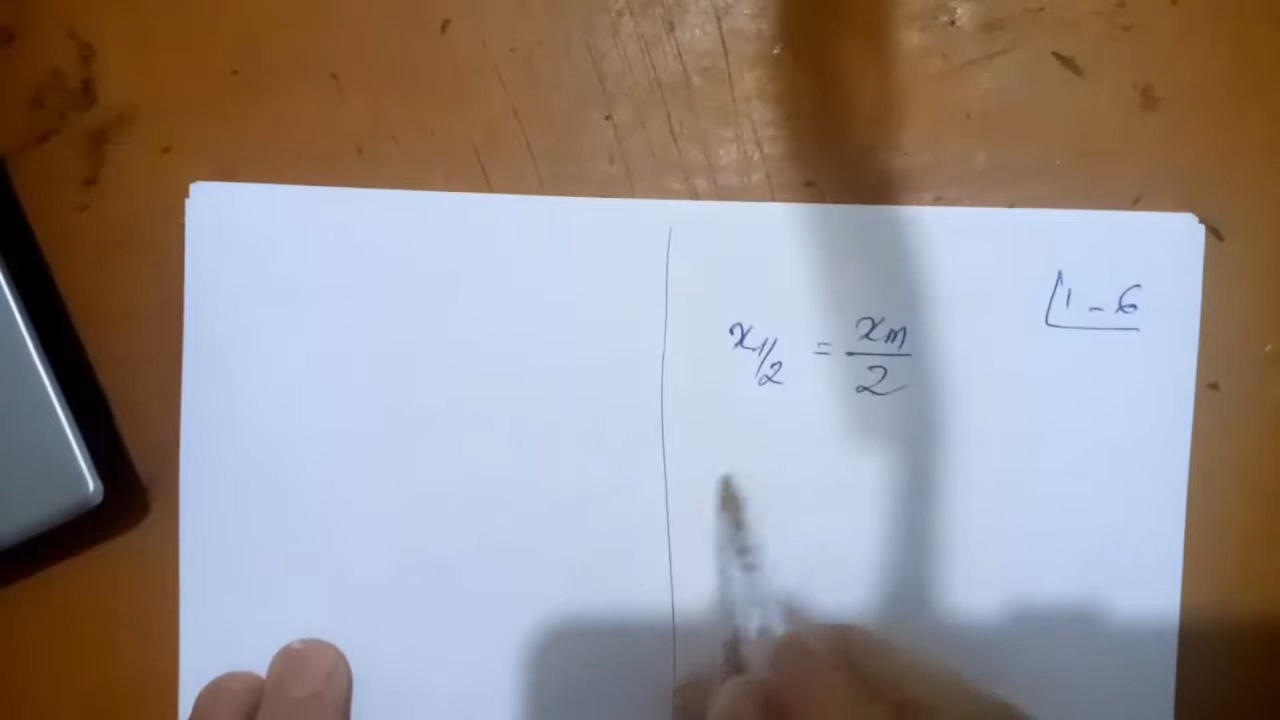 1 - 6
x1/2 = xm/2